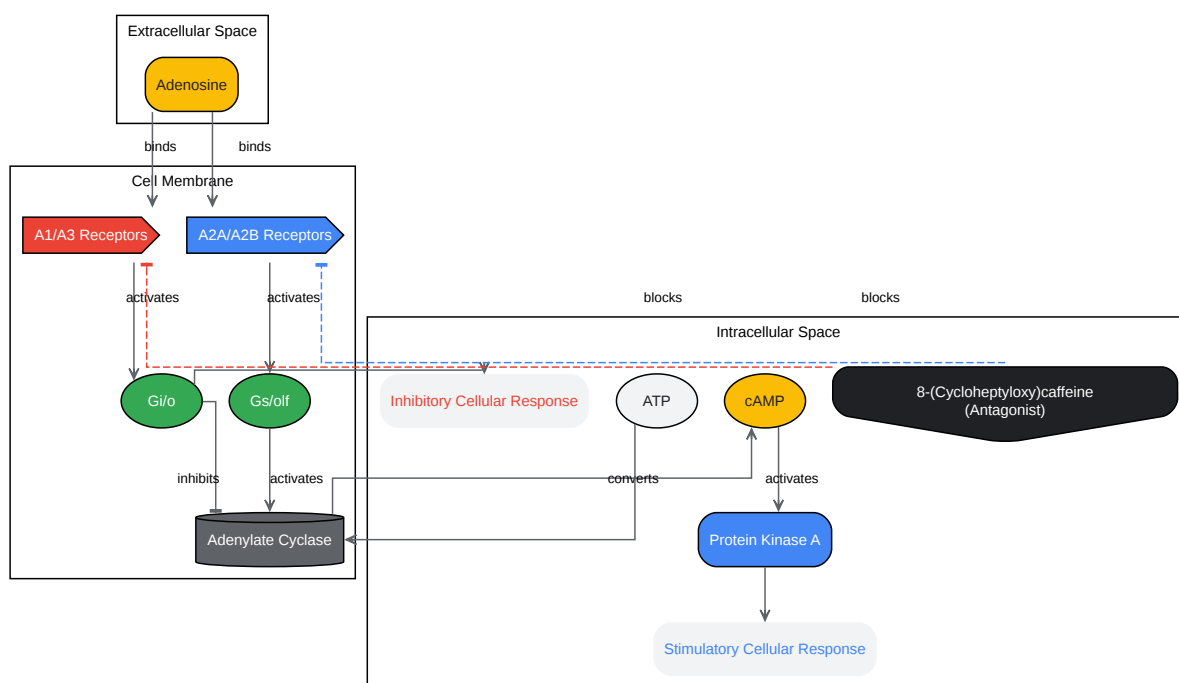 Extracellular Space
Adenosine
binds
binds
Cell Membrane
A1/A3 Receptors
A2A/A2B Receptors
activates
activates
blocks
blocks
Intracellular Space
Gi/o
Gs/olf
Inhibitory Cellular Response
ATP
cAMP
8-(Cycloheptyloxy)caffeine
(Antagonist)
inhibits
activates
converts
activates
Adenylate Cyclase
Protein Kinase A
Stimulatory Cellular Response